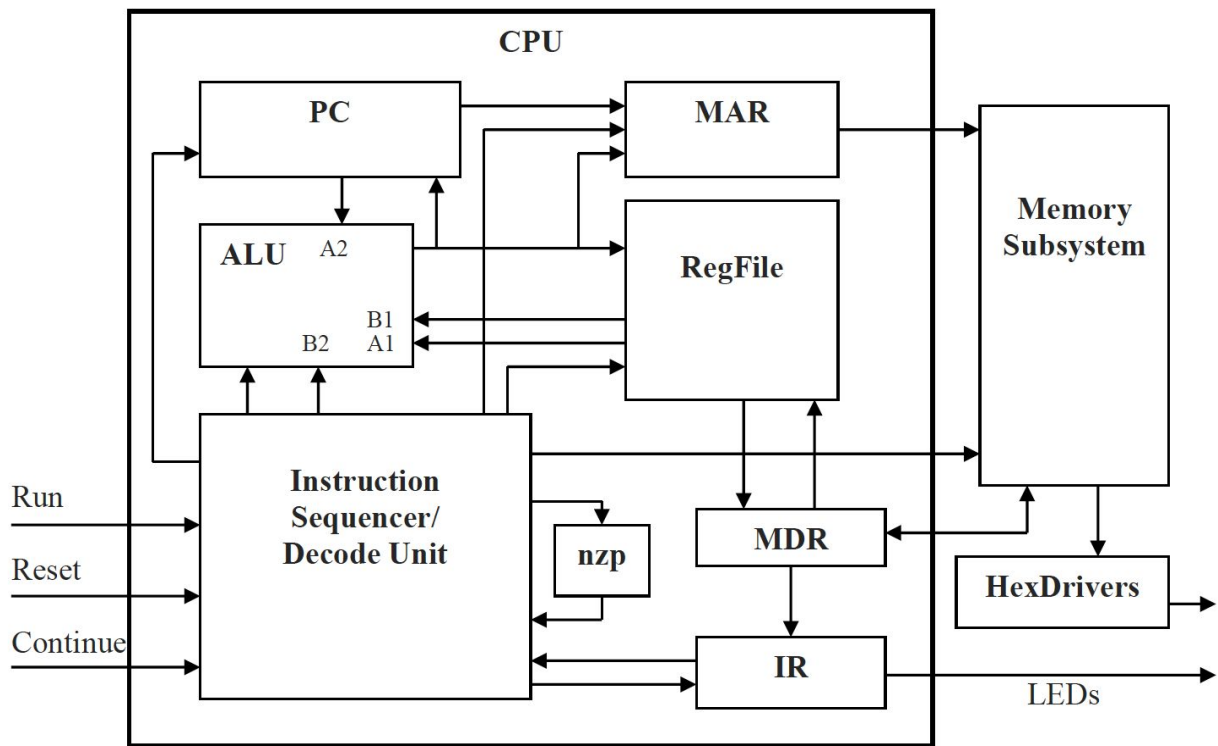 CPU
PC
MAR
Memory
Subsystem
ALU
A2
RegFile
B1
B2
A1
Instruction
Sequencer/
Decode Unit
Run
Reset
Continue
nzp
MDR
HexDrivers
IR
LEDs